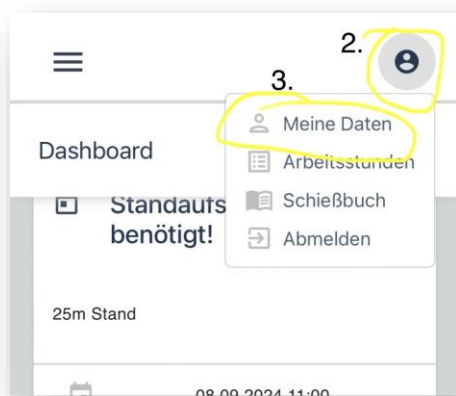 2.
3.
Meine Daten
Dashboard
Arbeitsstunden
Standaufs
Schießbuch
benötigt!
Abmelden
25m Stand
08.09.2024 11:00